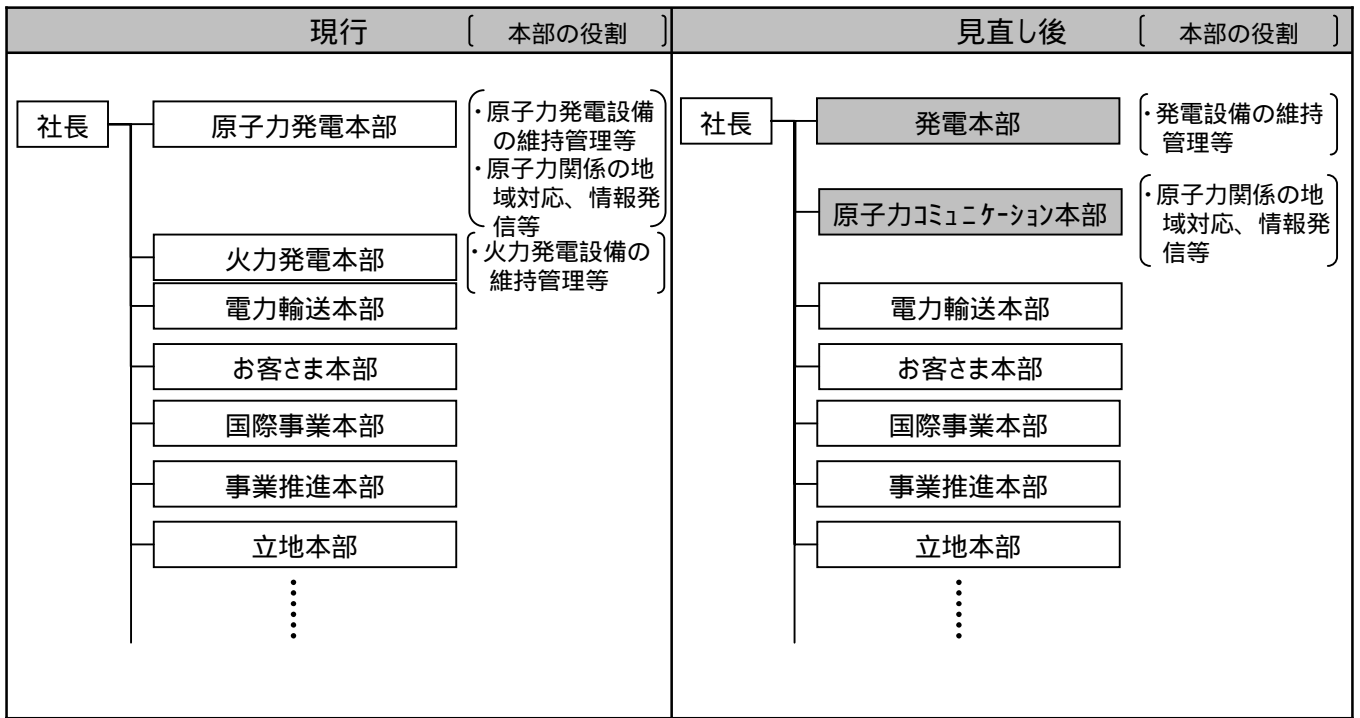 現行 〔 本部の役割 〕
社長
原子力発電本部
・原子力発電設備
の維持管理等
・原子力関係の地
域対応、情報発
信等
火力発電本部
・火力発電設備の
維持管理等
電力輸送本部
お客さま本部
国際事業本部
事業推進本部
立地本部
見直し後 〔 本部の役割 〕
社長
発電本部
・発電設備の維持
管理等
原子力ｺﾐｭﾆｹｰｼｮﾝ本部
・原子力関係の地
域対応、情報発
信等
電力輸送本部
お客さま本部
国際事業本部
事業推進本部
立地本部